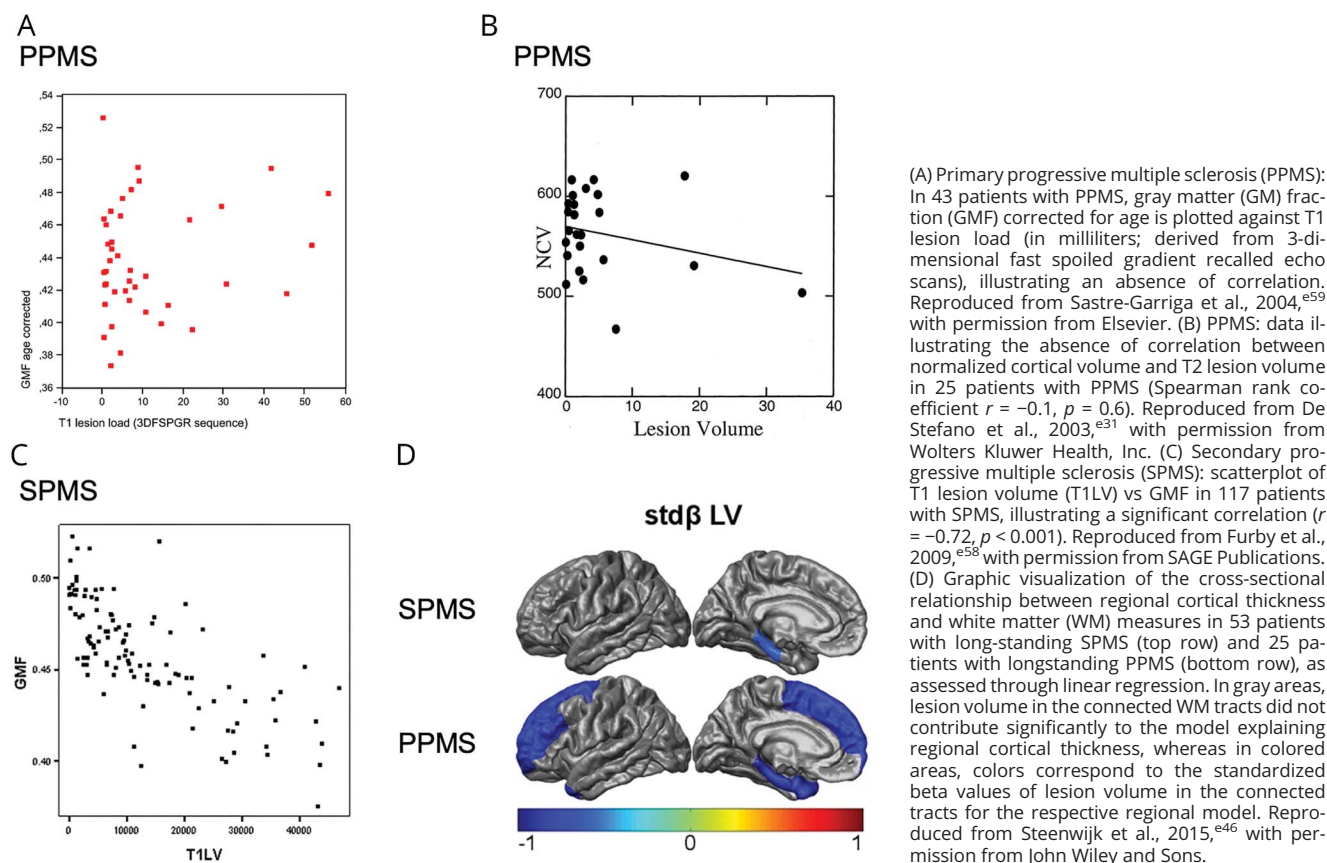 A
PPMS
,54
,52
,50
,48
,46
,44
,42
,40
,38
,36
GMF age corrected
-10 0 10 20 30 40 50 60
T1 lesion load (3DFSPGR sequence)
B
PPMS
700
600
500
400
NCV
0 10 20 30 40
Lesion Volume
C
SPMS
0.50
0.45
0.40
GMF
0 10000 20000 30000 40000
T1LV
D
stdβ LV
SPMS
PPMS
-1 0 1
(A) Primary progressive multiple sclerosis (PPMS):
In 43 patients with PPMS, gray matter (GM) frac-
tion (GMF) corrected for age is plotted against T1
lesion load (in milliliters; derived from 3-di-
mensional fast spoiled gradient recalled echo
scans), illustrating an absence of correlation.
Reproduced from Sastre-Garriga et al., 2004,e59
with permission from Elsevier. (B) PPMS: data il-
lustrating the absence of correlation between
normalized cortical volume and T2 lesion volume
in 25 patients with PPMS (Spearman rank co-
efficient r = −0.1, p = 0.6). Reproduced from De
Stefano et al., 2003,e31 with permission from
Wolters Kluwer Health, Inc. (C) Secondary pro-
gressive multiple sclerosis (SPMS): scatterplot of
T1 lesion volume (T1LV) vs GMF in 117 patients
with SPMS, illustrating a significant correlation (r
= −0.72, p < 0.001). Reproduced from Furby et al.,
2009,e58 with permission from SAGE Publications.
(D) Graphic visualization of the cross-sectional
relationship between regional cortical thickness
and white matter (WM) measures in 53 patients
with long-standing SPMS (top row) and 25 pa-
tients with longstanding PPMS (bottom row), as
assessed through linear regression. In gray areas,
lesion volume in the connected WM tracts did not
contribute significantly to the model explaining
regional cortical thickness, whereas in colored
areas, colors correspond to the standardized
beta values of lesion volume in the connected
tracts for the respective regional model. Repro-
duced from Steenwijk et al., 2015,e46 with per-
mission from John Wiley and Sons.